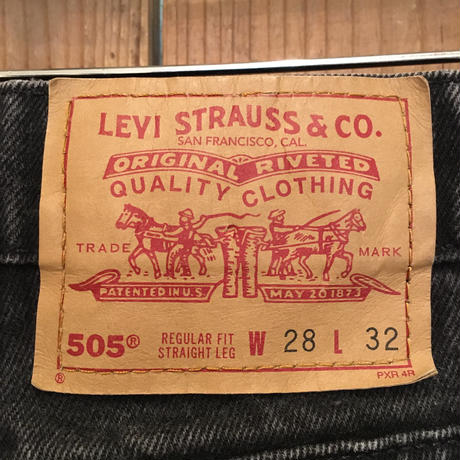 LEVI STRAUSS & CO.
SAN FRANCISCO, CAL.
ORIGINAL RIVETED
QUALITY CLOTHING
TRADE MARK
PATENTED IN U.S. MAY 20 1873
505® REGULAR FIT STRAIGHT LEG W 28 L 32
® PXR 4R